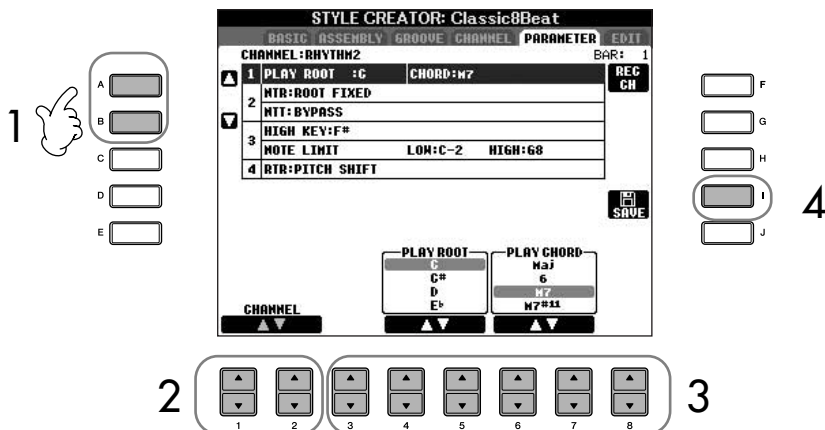 STYLE CREATOR: Classic8Beat
BASIC ASSEMBLY GROOVE CHANNEL PARAMETER EDIT
CHANNEL:RHYTHM2 BAR: 1
1 PLAY ROOT :C CHORD:M7 REC CH
2 NTR:ROOT FIXED
NTT:BYPASS
3 HIGH KEY:F#
NOTE LIMIT LOW:C-2 HIGH:G8
4 RTR:PITCH SHIFT
SAVE
PLAY ROOT PLAY CHORD
C Maj
C# 6
D M7
E♭ M7#11
CHANNEL
A
B
C
D
E
F
G
H
I
J
1
2
3
4
1 2 3 4 5 6 7 8